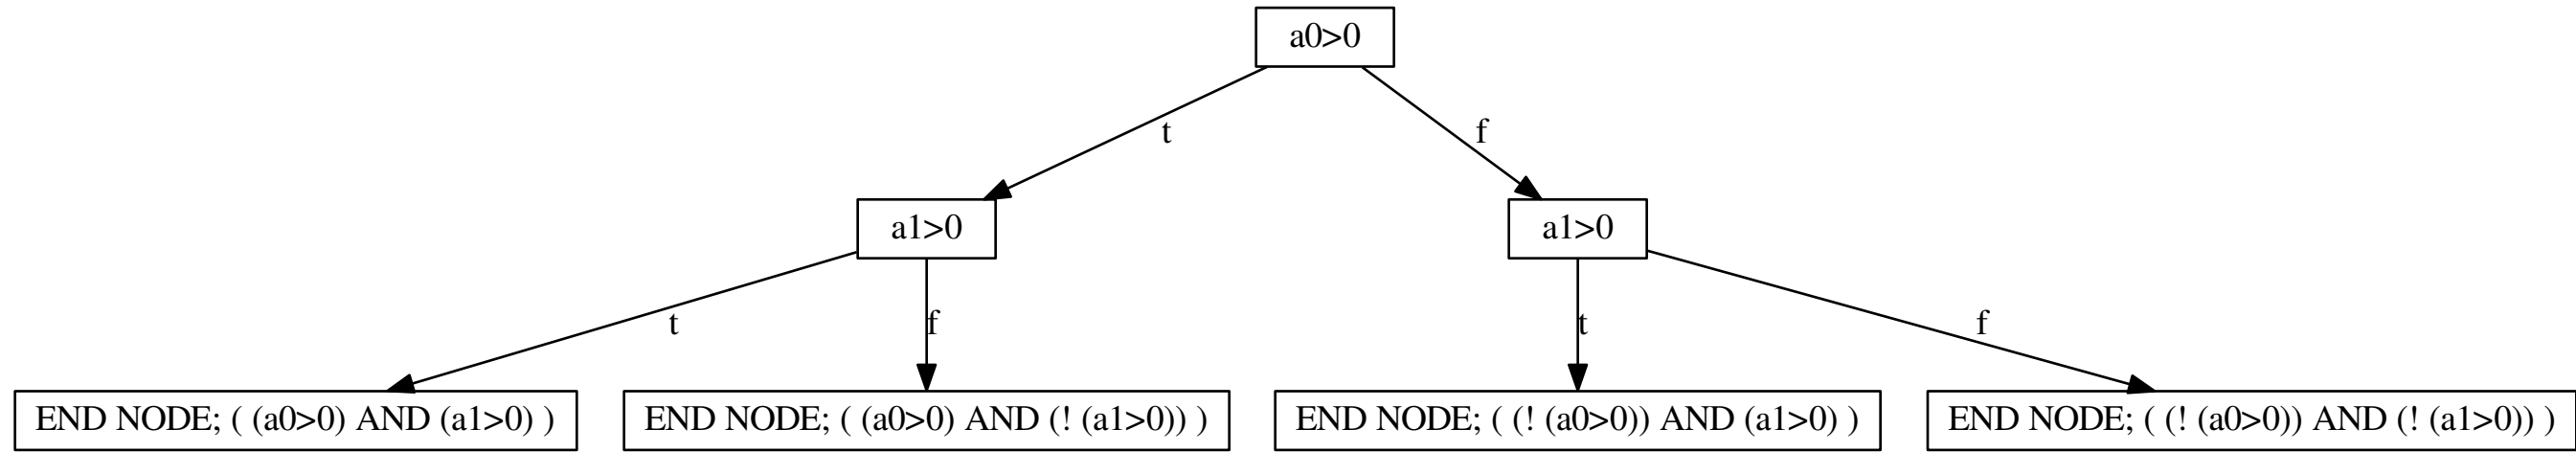 a0>0
t
f
a1>0
a1>0
t
f
t
f
END NODE; ( (a0>0) AND (a1>0) )
END NODE; ( (a0>0) AND (! (a1>0)) )
END NODE; ( (! (a0>0)) AND (a1>0) )
END NODE; ( (! (a0>0)) AND (! (a1>0)) )